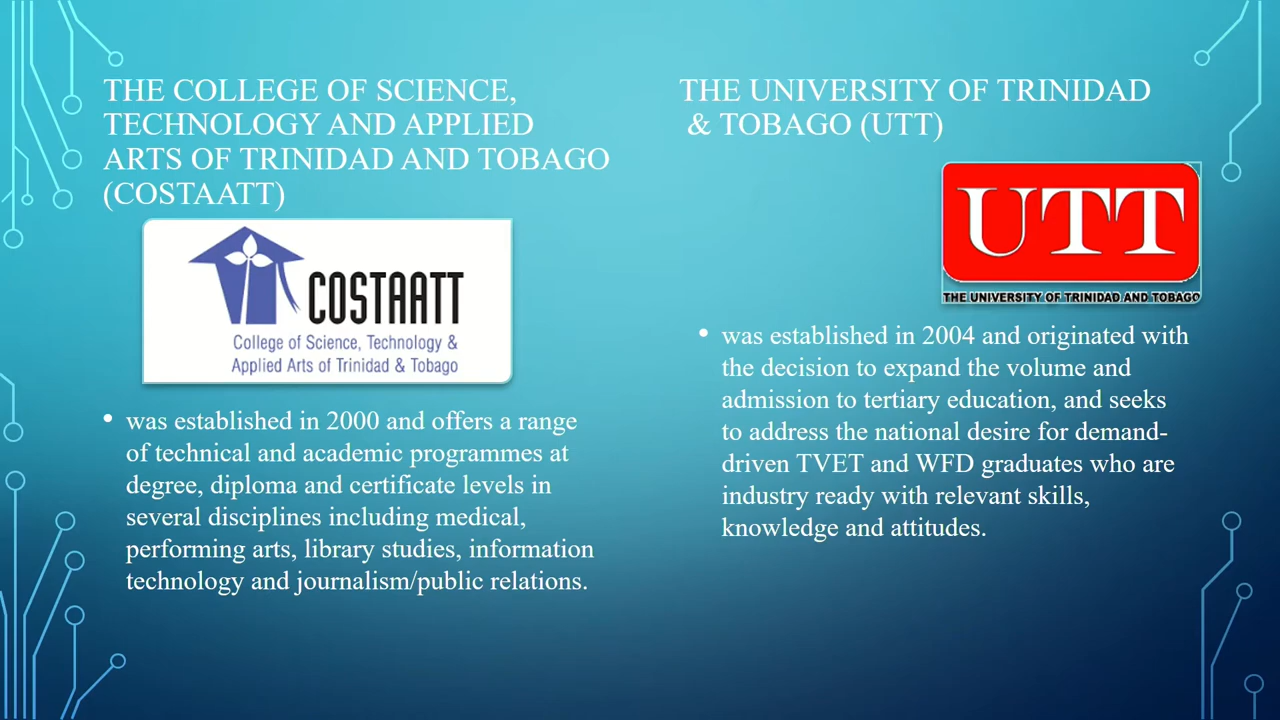 THE COLLEGE OF SCIENCE,
TECHNOLOGY AND APPLIED
ARTS OF TRINIDAD AND TOBAGO
(COSTAATT)
COSTAATT
College of Science, Technology &
Applied Arts of Trinidad & Tobago
• was established in 2000 and offers a range
of technical and academic programmes at
degree, diploma and certificate levels in
several disciplines including medical,
performing arts, library studies, information
technology and journalism/public relations.
THE UNIVERSITY OF TRINIDAD
& TOBAGO (UTT)
UTT
THE UNIVERSITY OF TRINIDAD AND TOBAGO
• was established in 2004 and originated with
the decision to expand the volume and
admission to tertiary education, and seeks
to address the national desire for demand-
driven TVET and WFD graduates who are
industry ready with relevant skills,
knowledge and attitudes.